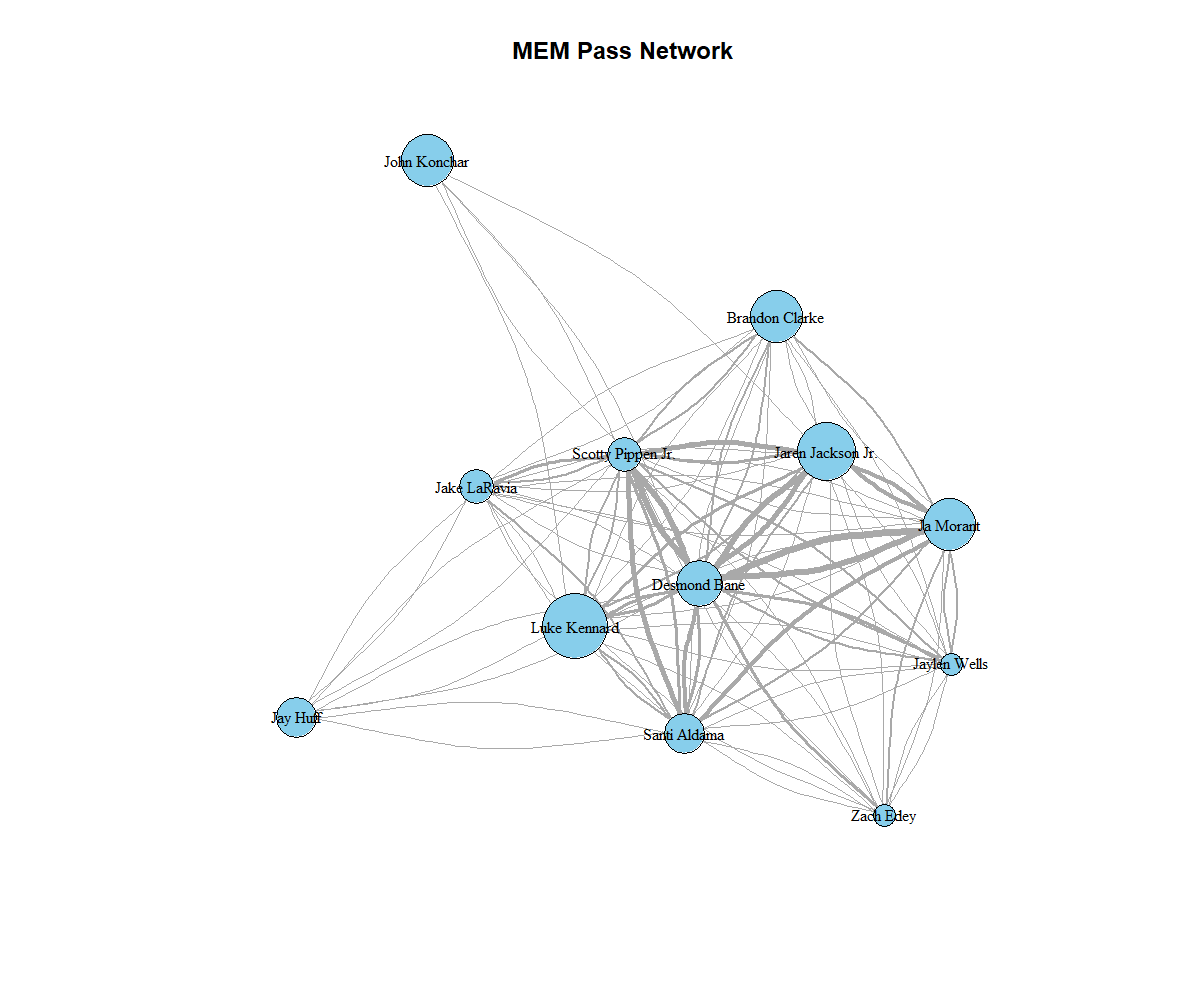 MEM Pass Network
John Konchar
Brandon Clarke
Scotty Pippen Jr.
Jaren Jackson Jr.
Jake LaRavia
Ja Morant
Desmond Bane
Luke Kennard
Jaylen Wells
Jay Huff
Santi Aldama
Zach Edey